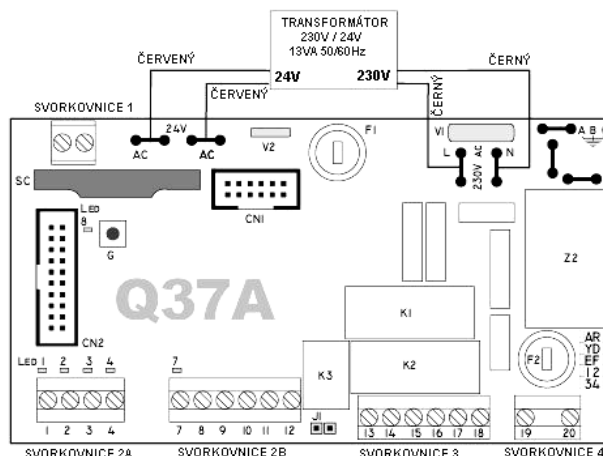 TRANSFORMÁTOR
230V / 24V
13VA 50/60Hz
24V 230V
ČERVENÝ
ČERVENÝ
ČERNÝ
ČERNÝ
SVORKOVNICE 1
24V
AC AC
V2
F1
V1
L AC N
230V
A B C
SC
CN1
LED
8
G
Q37A
CN2
Z2
K1
K2
K3
F2
AR
YD
EF
12
34
LED 1 2 3 4
7
J1
1 2 3 4
7 8 9 10 11 12
13 14 15 16 17 18
19 20
SVORKOVNICE 2A
SVORKOVNICE 2B
SVORKOVNICE 3
SVORKOVNICE 4